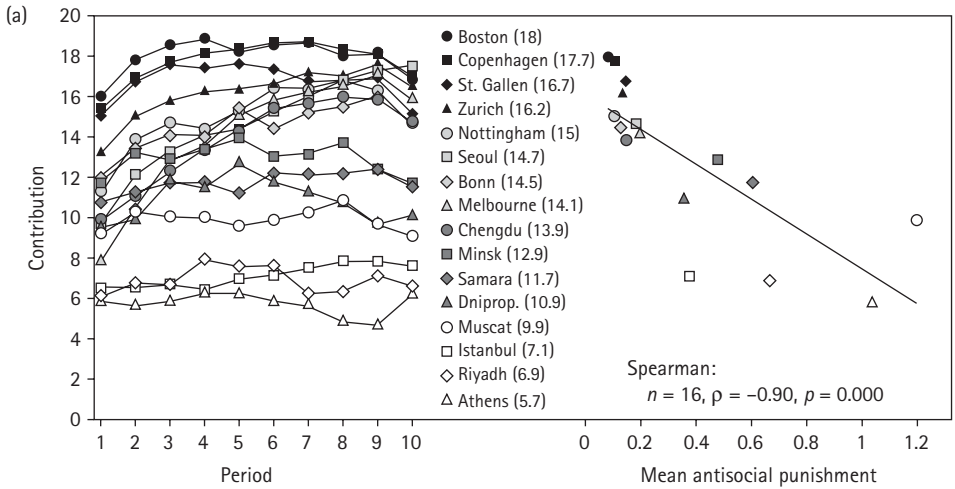 (a)
20
18
16
14
12
10
8
6
4
2
0
Contribution
1 2 3 4 5 6 7 8 9 10
Period
Boston (18)
Copenhagen (17.7)
St. Gallen (16.7)
Zurich (16.2)
Nottingham (15)
Seoul (14.7)
Bonn (14.5)
Melbourne (14.1)
Chengdu (13.9)
Minsk (12.9)
Samara (11.7)
Dniprop. (10.9)
Muscat (9.9)
Istanbul (7.1)
Riyadh (6.9)
Athens (5.7)
Spearman:
n = 16, ρ = –0.90, p = 0.000
0 0.2 0.4 0.6 0.8 1.0 1.2
Mean antisocial punishment